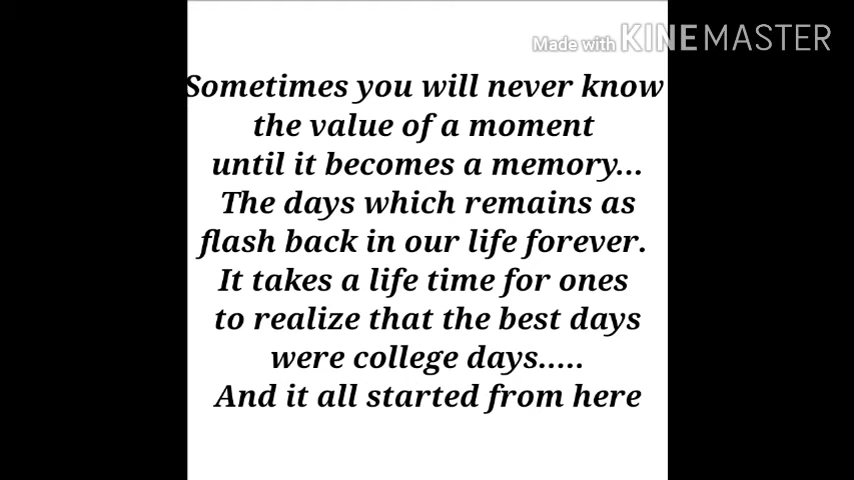 Made with KINEMASTER
Sometimes you will never know
the value of a moment
until it becomes a memory...
The days which remains as
flash back in our life forever.
It takes a life time for ones
to realize that the best days
were college days.....
And it all started from here